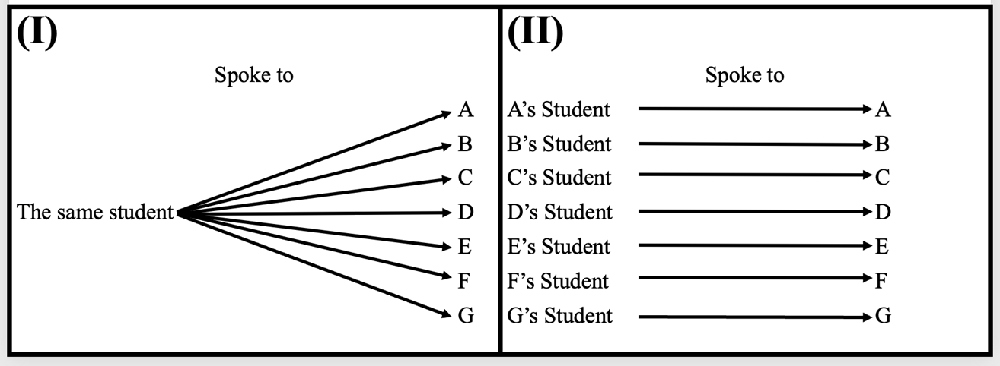 (I)
Spoke to
The same student
A
B
C
D
E
F
G
(II)
Spoke to
A’s Student A
B’s Student B
C’s Student C
D’s Student D
E’s Student E
F’s Student F
G’s Student G